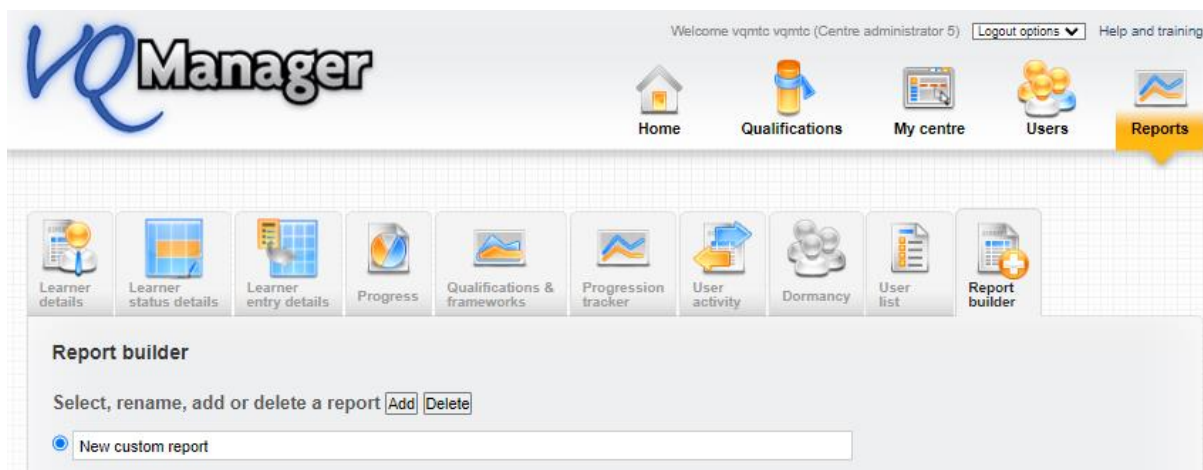 VQManager
Welcome vqmtc vqmtc (Centre administrator 5) Logout options Help and training
Home Qualifications My centre Users Reports
Learner details
Learner status details
Learner entry details
Progress
Qualifications & frameworks
Progression tracker
User activity
Dormancy
User list
Report builder
Report builder
Select, rename, add or delete a report Add Delete
New custom report